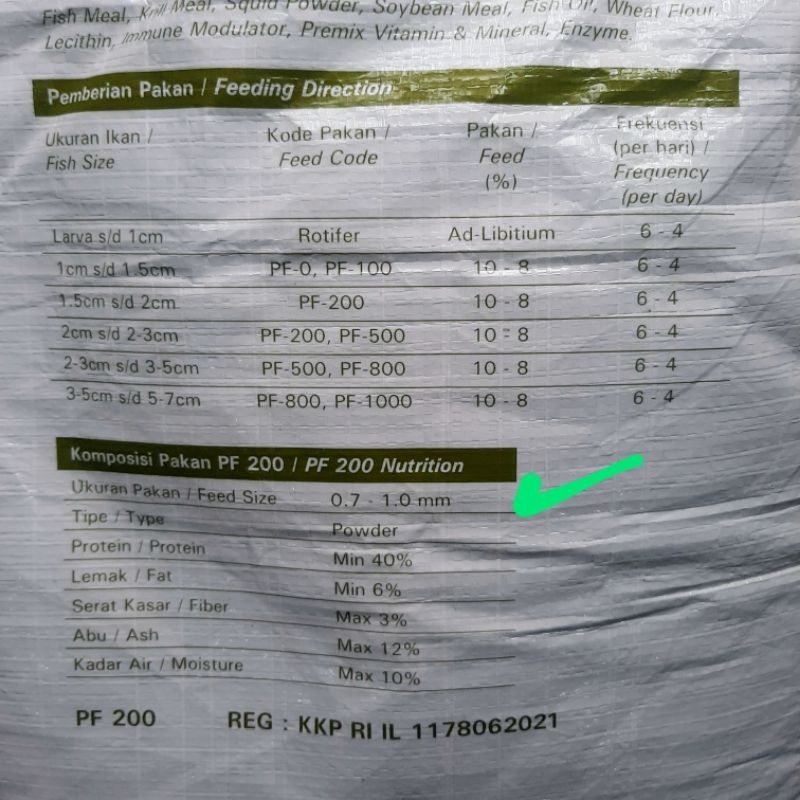 Fish Meal, Krill Meal, Squid Powder, Soybean Meal, Fish Oil, Wheat Flour,
Lecithin, Immune Modulator, Premix Vitamin & Mineral, Enzyme.
Pemberian Pakan / Feeding Direction
Ukuran Ikan / Fish Size
Kode Pakan / Feed Code
Pakan / Feed (%)
Frekuensi (per hari) / Frequency (per day)
Larva s/d 1cm Rotifer Ad-Libitium 6 - 4
1cm s/d 1.5cm PF-0, PF-100 10 - 8 6 - 4
1.5cm s/d 2cm PF-200 10 - 8 6 - 4
2cm s/d 2-3cm PF-200, PF-500 10 - 8 6 - 4
2-3cm s/d 3-5cm PF-500, PF-800 10 - 8 6 - 4
3-5cm s/d 5-7cm PF-800, PF-1000 10 - 8 6 - 4
Komposisi Pakan PF 200 / PF 200 Nutrition
Ukuran Pakan / Feed Size 0.7 - 1.0 mm
Tipe / Type Powder
Protein / Protein Min 40%
Lemak / Fat Min 6%
Serat Kasar / Fiber Max 3%
Abu / Ash Max 12%
Kadar Air / Moisture Max 10%
PF 200 REG : KKP RI IL 1178062021